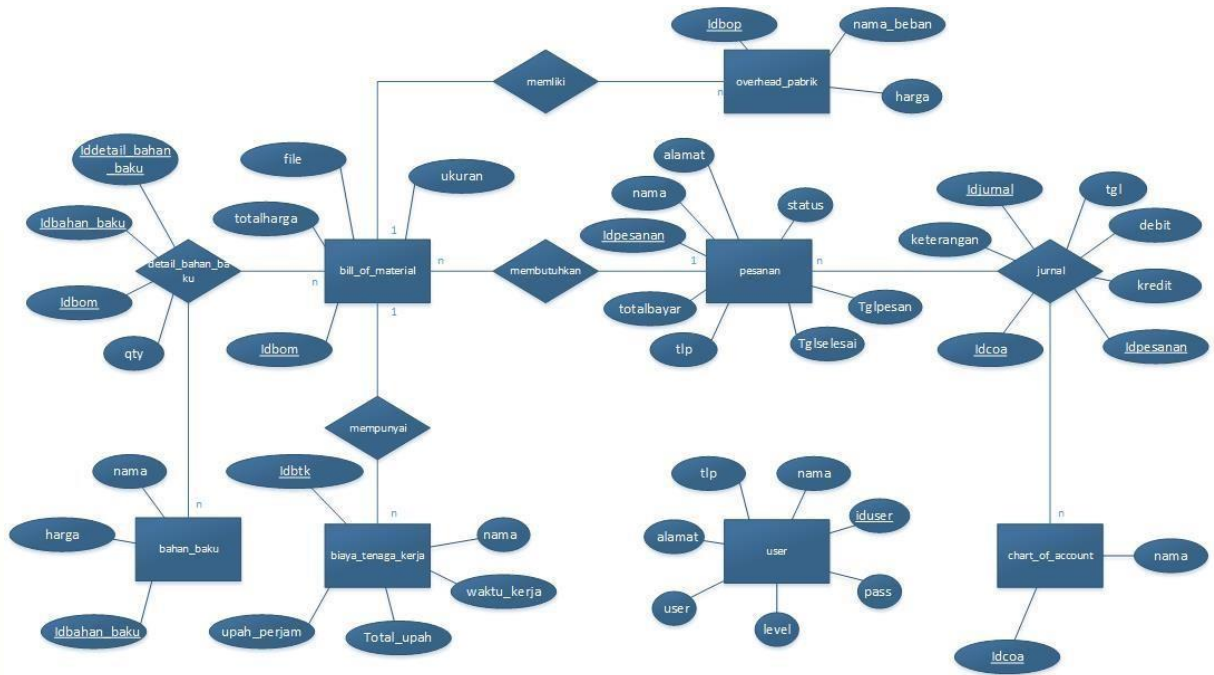 Idbop
nama_beban
memliki
overhead_pabrik
1
n
harga
Iddetail_bahan
_baku
file
ukuran
alamat
nama
status
Idjurnal
tgl
Idbahan_baku
totalharga
Idpesanan
keterangan
debit
1
detail_bahan_ba
ku
n
bill_of_material
n
membutuhkan
1
pesanan
n
jurnal
kredit
Idbom
1
totalbayar
Tglpesan
qty
Idbom
tlp
Tglselesai
Idcoa
Idpesanan
mempunyai
nama
Idbtk
tlp
nama
n
n
n
harga
bahan_baku
biaya_tenaga_kerja
nama
alamat
user
iduser
chart_of_account
nama
waktu_kerja
pass
Idbahan_baku
upah_perjam
Total_upah
user
level
Idcoa